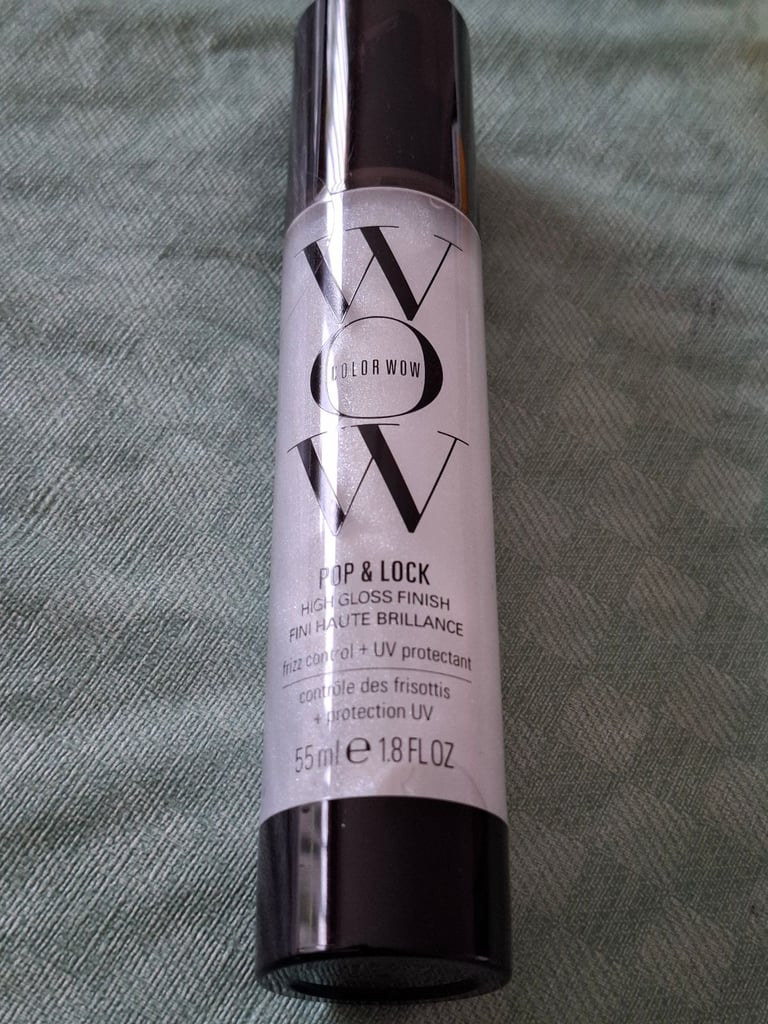 WOW
COLOR WOW
POP & LOCK
HIGH GLOSS FINISH
FINI HAUTE BRILLANCE
frizz control + UV protectant
contrôle des frisottis
+ protection UV
55 ml e 1.8 FL OZ